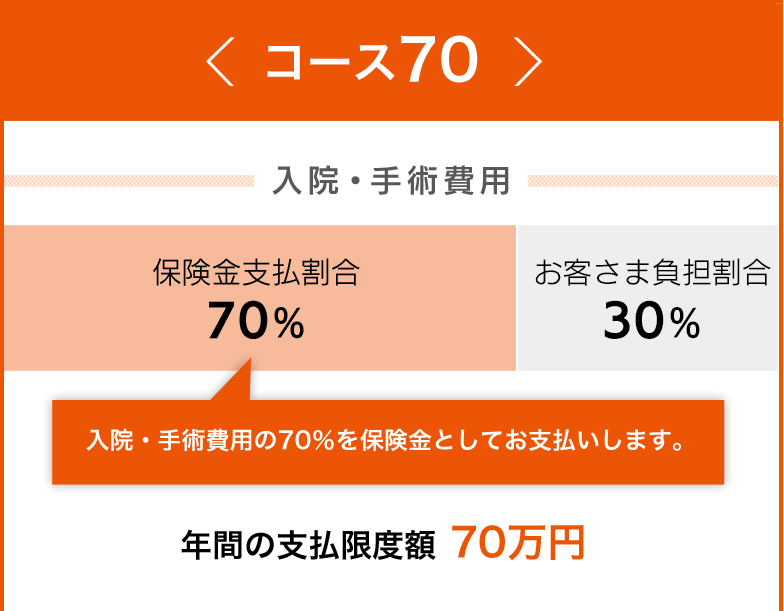 〈 コース70 〉
入院・手術費用
保険金支払割合
70%
お客さま負担割合
30%
入院・手術費用の70%を保険金としてお支払いします。
年間の支払限度額 70万円